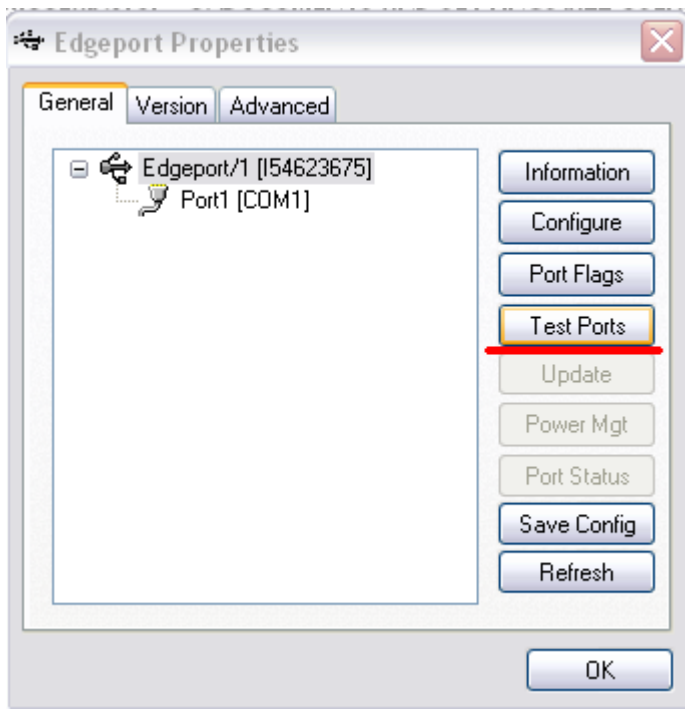 Edgeport Properties
General Version Advanced
Edgeport/1 [I54623675]
Port1 [COM1]
Information
Configure
Port Flags
Test Ports
Update
Power Mgt
Port Status
Save Config
Refresh
OK